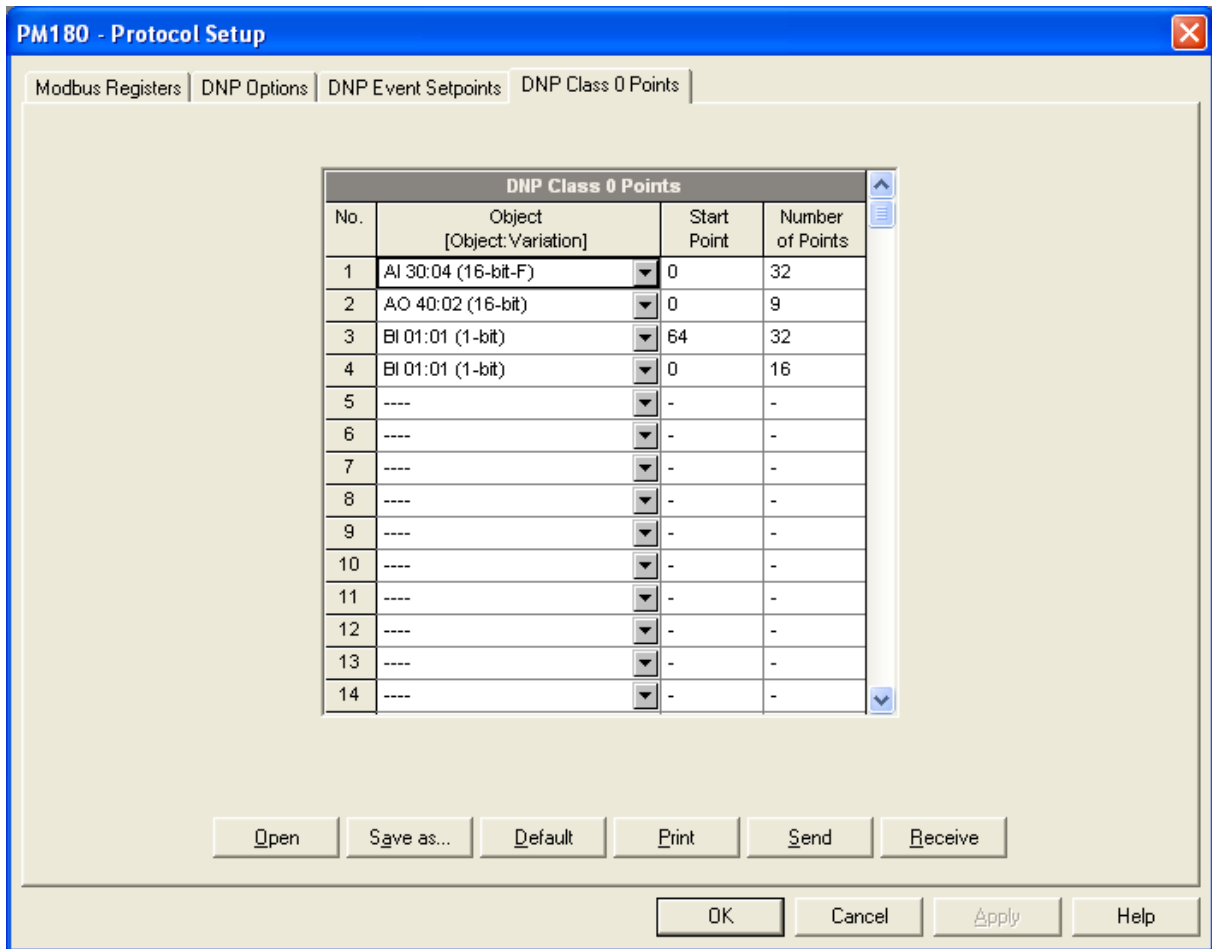 PM180 - Protocol Setup
Modbus Registers DNP Options DNP Event Setpoints DNP Class 0 Points
DNP Class 0 Points
No. Object Start Number
[Object:Variation] Point of Points
1 AI 30:04 (16-bit-F) 0 32
2 AO 40:02 (16-bit) 0 9
3 BI 01:01 (1-bit) 64 32
4 BI 01:01 (1-bit) 0 16
5 ---- - -
6 ---- - -
7 ---- - -
8 ---- - -
9 ---- - -
10 ---- - -
11 ---- - -
12 ---- - -
13 ---- - -
14 ---- - -
Open Save as... Default Print Send Receive
OK Cancel Apply Help